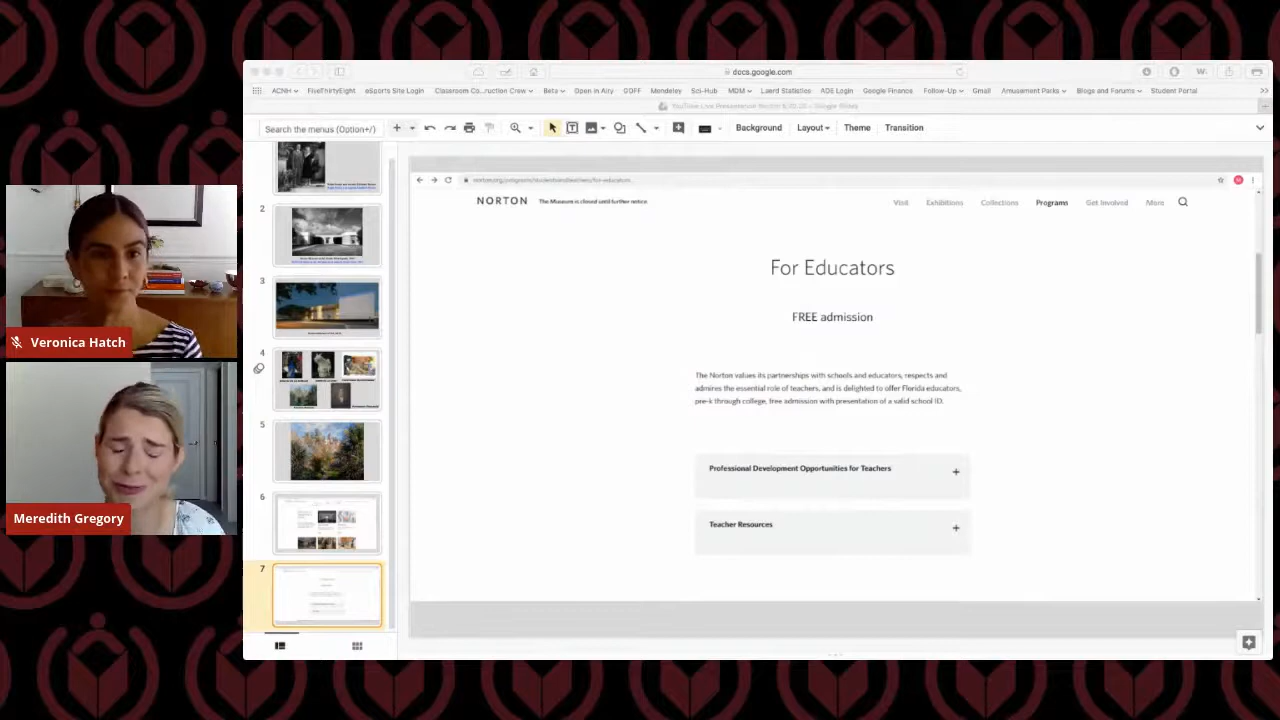 docs.google.com
ACNH
FiveThirtyEight
eSports Site Login
Classroom Co...ruction Crew
Beta
Open in Ally
GOFF
Mendeley
Sci-Hub
MDM
Laerd Statistics
ADE Login
Google Finance
Follow-Up
Gmail
Amusement Parks
Blogs and Forums
Student Portal
Search the menus (Option+/)
Background
Layout
Theme
Transition
2
3
4
5
6
7
NORTON
The Museum is closed until further notice.
Visit
Exhibitions
Collections
Programs
Get Involved
More
For Educators
FREE admission
The Norton values its partnerships with schools and educators, respects and
admires the essential role of teachers, and is delighted to offer Florida educators,
pre-k through college, free admission with presentation of a valid school ID.
Professional Development Opportunities for Teachers
Teacher Resources
Veronica Hatch
Meredith Gregory